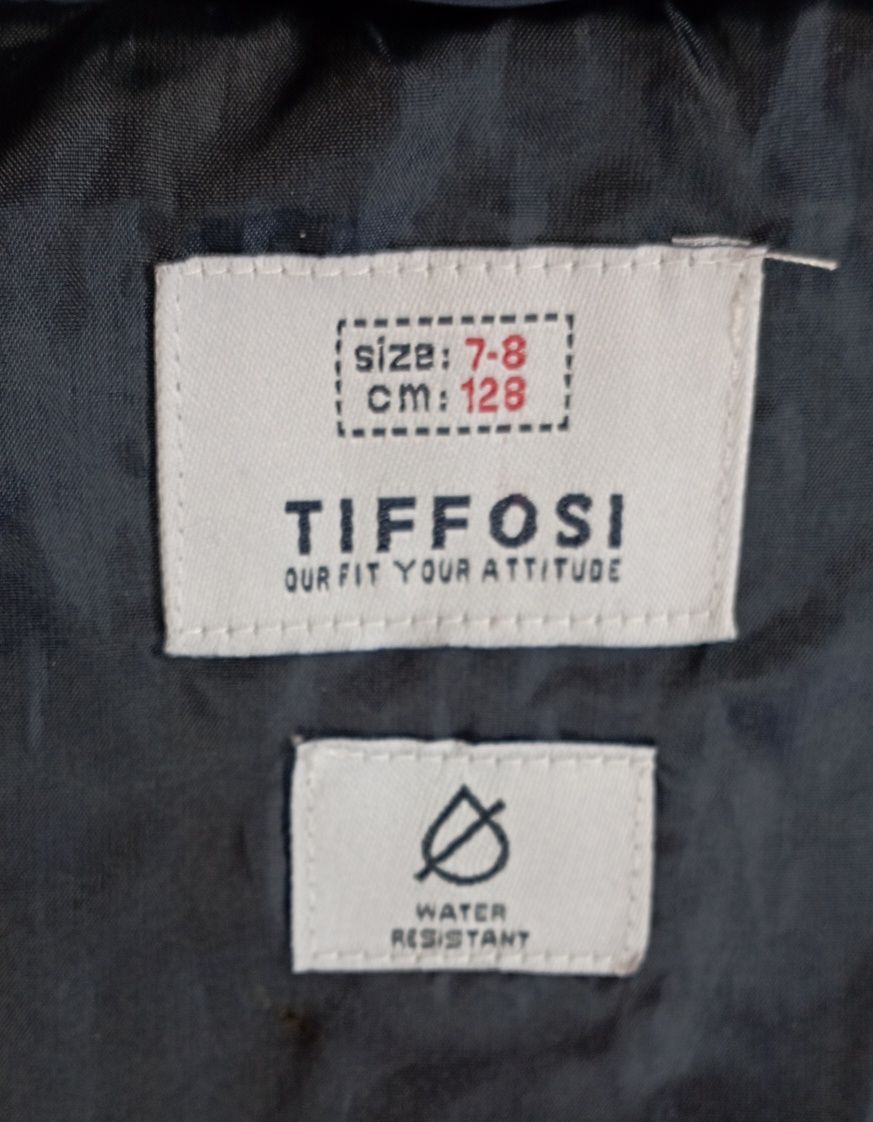 size: 7-8
cm: 128
TIFFOSI
OUR FIT YOUR ATTITUDE
WATER
RESISTANT